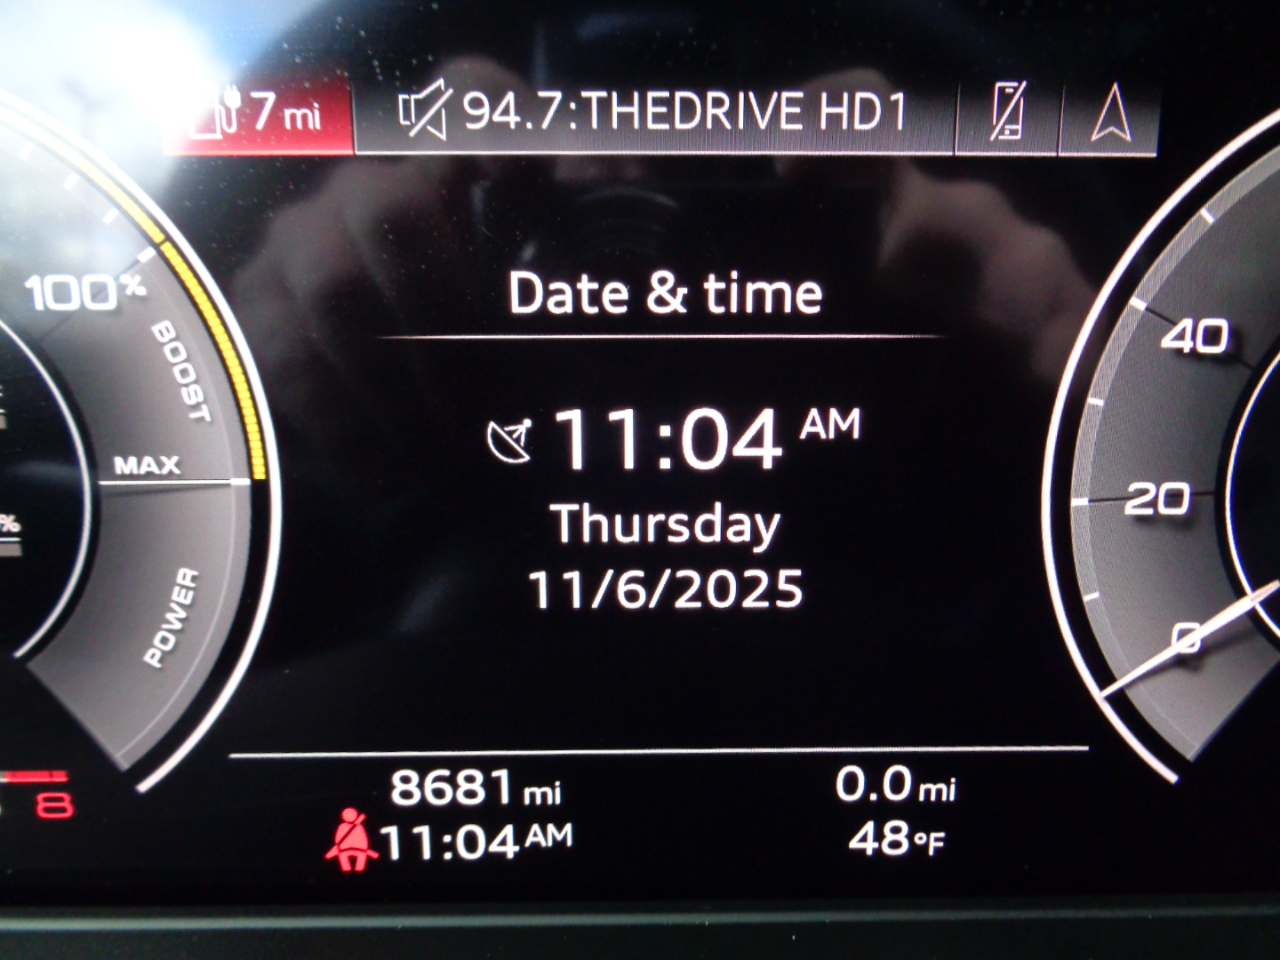 7 mi
94.7:THEDRIVE HD1
100%
BOOST
MAX
POWER
%
Date & time
11:04 AM
Thursday
11/6/2025
40
20
0
8
8681 mi
0.0 mi
11:04 AM
48°F